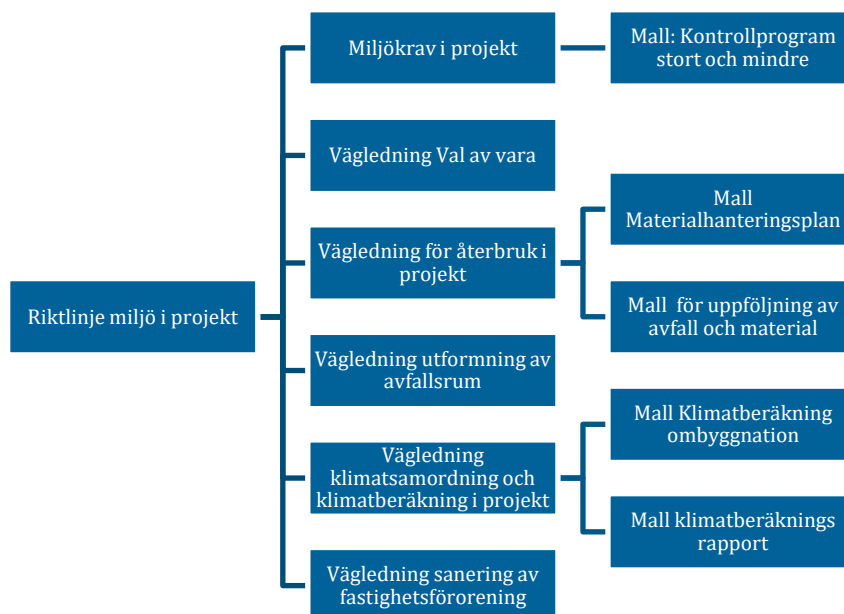 Riktlinje miljö i projekt
Miljökrav i projekt
Mall: Kontrollprogram
stort och mindre
Vägledning Val av vara
Vägledning för återbruk i
projekt
Mall
Materialhanteringsplan
Mall för uppföljning av
avfall och material
Vägledning utformning av
avfallsrum
Vägledning
klimatsamordning och
klimatberäkning i projekt
Mall Klimatberäkning
ombyggnation
Mall klimatberäknings
rapport
Vägledning sanering av
fastighetsförorening